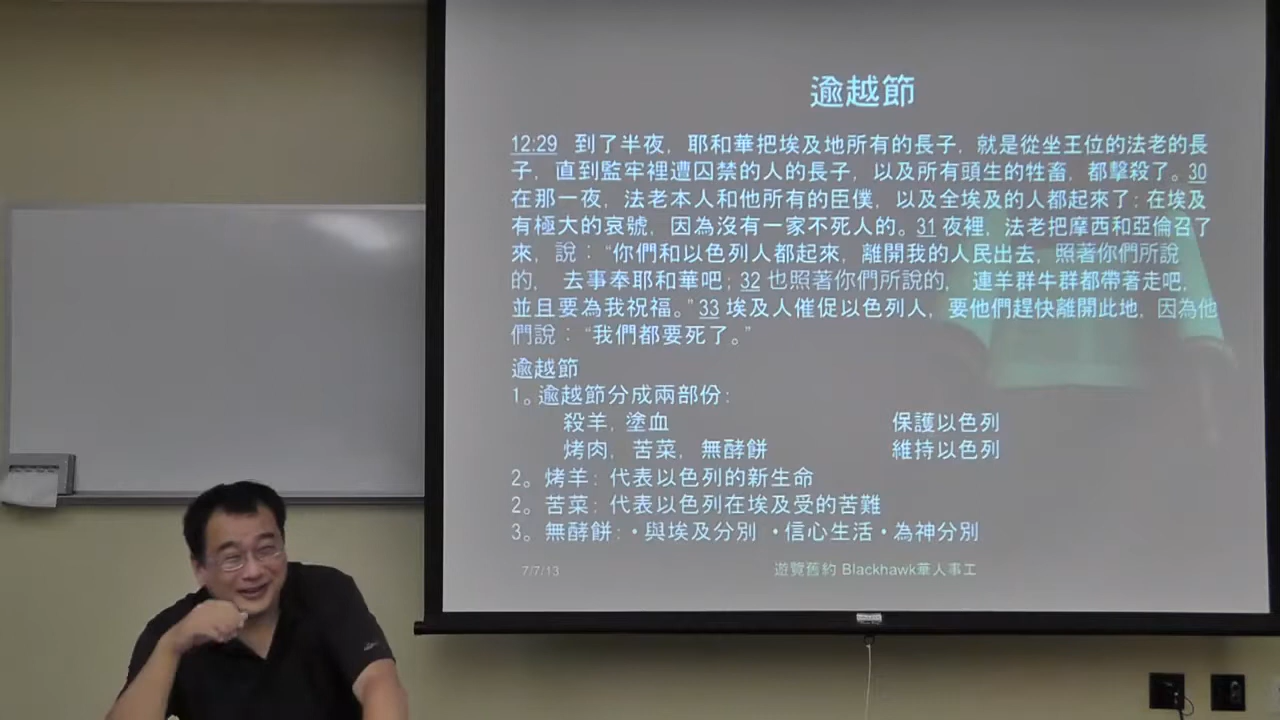 逾越節
12:29 到了半夜，耶和華把埃及地所有的長子，就是從坐王位的法老的長
子，直到監牢裡遭囚禁的人的長子，以及所有頭生的牲畜，都擊殺了。30
在那一夜，法老本人和他所有的臣僕，以及全埃及的人都起來了；在埃及
有極大的哀號，因為沒有一家不死人的。31 夜裡，法老把摩西和亞倫召了
來，說：“你們和以色列人都起來，離開我的人民出去，照著你們所說
的，去事奉耶和華吧；32 也照著你們所說的，連羊群牛群都帶著走吧，
並且要為我祝福。”33 埃及人催促以色列人，要他們趕快離開此地，因為他
們說：“我們都要死了。”
逾越節
1。逾越節分成兩部份：
殺羊，塗血 保護以色列
烤肉，苦菜，無酵餅 維持以色列
2。烤羊：代表以色列的新生命
2。苦菜：代表以色列在埃及受的苦難
3。無酵餅：•與埃及分別 •信心生活•為神分別
7/7/13 遊覽舊約 Blackhawk華人事工